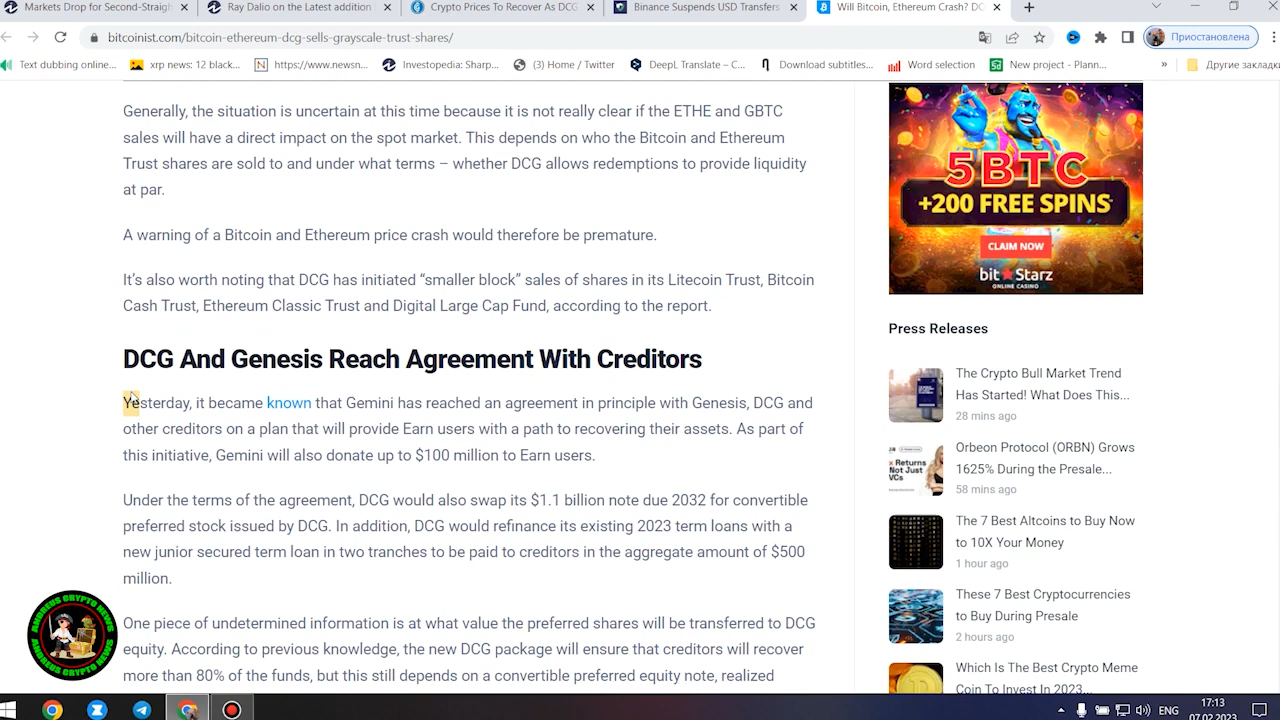 Markets Drop for Second-Straigh
Ray Dalio on the Latest addition
Crypto Prices To Recover As DCG
Binance Suspends USD Transfers
Will Bitcoin, Ethereum Crash? DC
bitcoinist.com/bitcoin-ethereum-dcg-sells-grayscale-trust-shares/
Приостановлена
Text dubbing online...
xrp news: 12 black...
https://www.newsn...
Investopedia: Sharp...
(3) Home / Twitter
DeepL Translate – C...
Download subtitles...
Word selection
New project - Plann...
»
Другие закладки
Generally, the situation is uncertain at this time because it is not really clear if the ETHE and GBTC
sales will have a direct impact on the spot market. This depends on who the Bitcoin and Ethereum
Trust shares are sold to and under what terms – whether DCG allows redemptions to provide liquidity
at par.
A warning of a Bitcoin and Ethereum price crash would therefore be premature.
It's also worth noting that DCG has initiated “smaller block” sales of shares in its Litecoin Trust, Bitcoin
Cash Trust, Ethereum Classic Trust and Digital Large Cap Fund, according to the report.
DCG And Genesis Reach Agreement With Creditors
Yesterday, it became known that Gemini has reached an agreement in principle with Genesis, DCG and
other creditors on a plan that will provide Earn users with a path to recovering their assets. As part of
this initiative, Gemini will also donate up to $100 million to Earn users.
Under the terms of the agreement, DCG would also swap its $1.1 billion note due 2032 for convertible
preferred stock issued by DCG. In addition, DCG would refinance its existing 2023 term loans with a
new junior secured term loan in two tranches to be paid to creditors in the aggregate amount of $500
million.
One piece of undetermined information is at what value the preferred shares will be transferred to DCG
equity. According to previous knowledge, the new DCG package will ensure that creditors will recover
more than 80% of the funds, but this still depends on a convertible preferred equity note, realized
5BTC
+200 FREE SPINS
CLAIM NOW
bit★Starz
ONLINE CASINO
Press Releases
The Crypto Bull Market Trend
Has Started! What Does This...
28 mins ago
Orbeon Protocol (ORBN) Grows
1625% During the Presale...
58 mins ago
x Returns
Not Just
VCs
The 7 Best Altcoins to Buy Now
to 10X Your Money
1 hour ago
These 7 Best Cryptocurrencies
to Buy During Presale
2 hours ago
Which Is The Best Crypto Meme
Coin To Invest In 2023...
ANDREUS CRYPTO NEWS
ANDREUS CRYPTO NEWS
ENG
17:13
07.02.2023